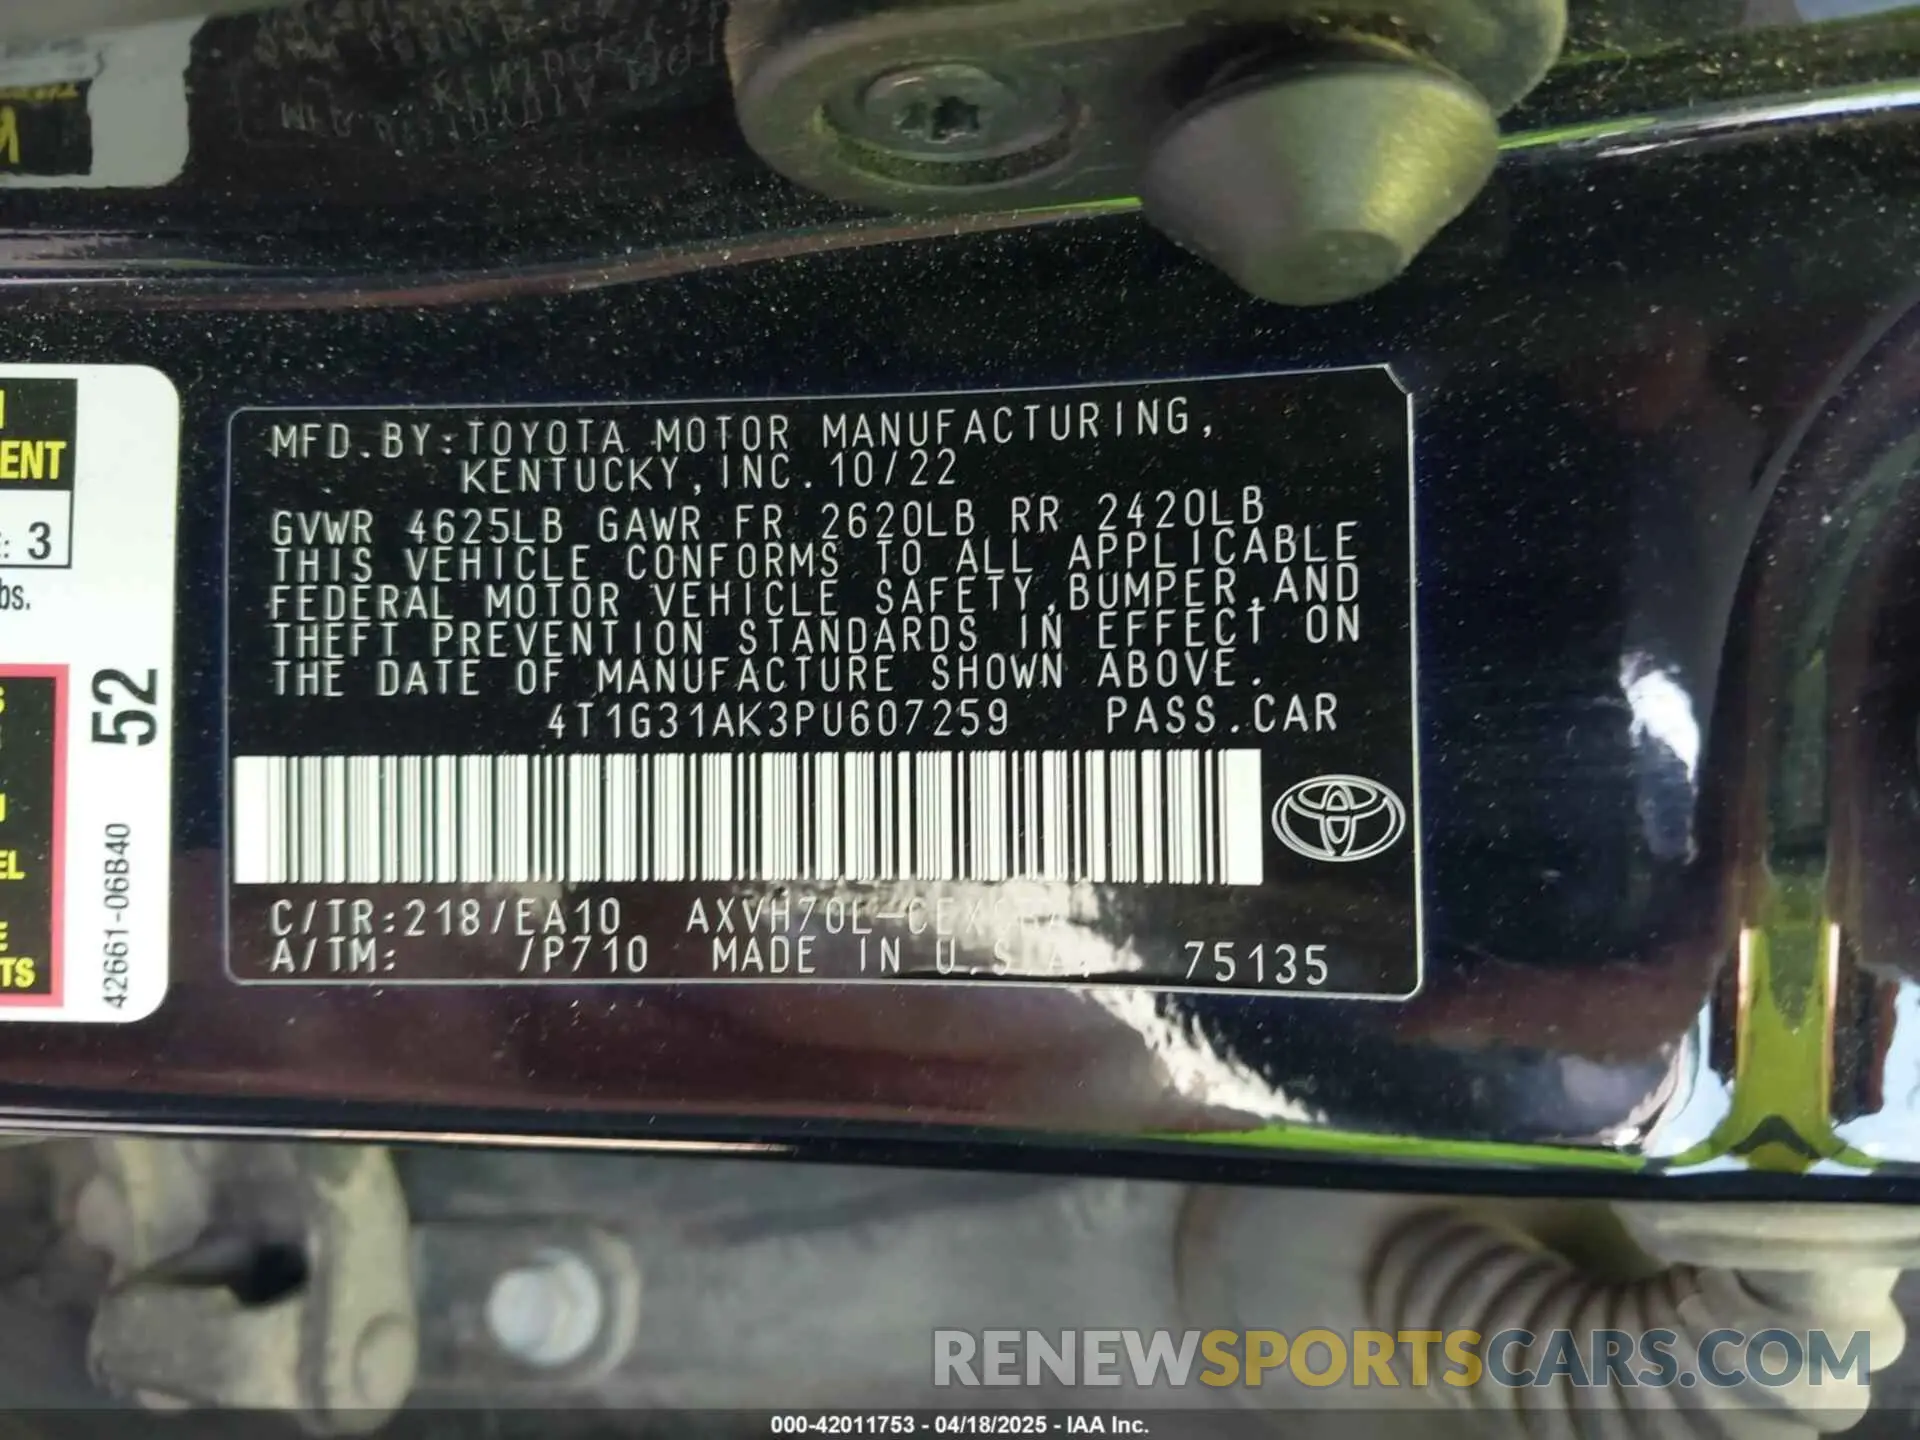 ENT
: 3
bs.
52
42661-06B40
EL
E
TS
MFD.BY:TOYOTA MOTOR MANUFACTURING,
KENTUCKY,INC.10/22
GVWR 4625LB GAWR FR 2620LB RR 2420LB
THIS VEHICLE CONFORMS TO ALL APPLICABLE
FEDERAL MOTOR VEHICLE SAFETY,BUMPER,AND
THEFT PREVENTION STANDARDS IN EFFECT ON
THE DATE OF MANUFACTURE SHOWN ABOVE.
4T1G31AK3PU607259 PASS.CAR
C/TR:218/EA10
A/TM: /P710 MADE IN U.S.A. 75135
RENEWSPORTSCARS.COM
000-42011753 - 04/18/2025 - IAA Inc.